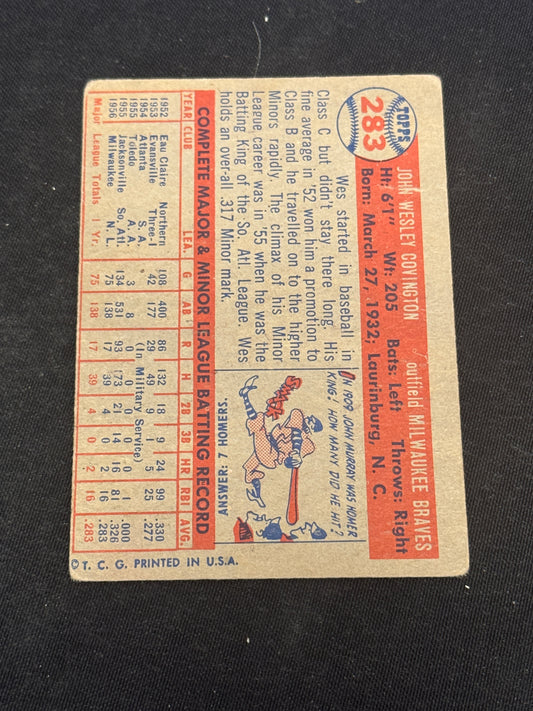 TOPPS
283
JOHN WESLEY COVINGTON
outfield MILWAUKEE BRAVES
Ht: 6'1" Wt: 205 Bats: Left Throws: Right
Born: March 27, 1932; Laurinburg, N. C.
Wes started in baseball in
Class C but didn't stay there long. His
fine average in '52 won him a promotion to
Class B and he travelled on to the higher
Minors rapidly. The climax of his Minor
League career was in '55 when he was the
Batting King of the So. Atl. League. Wes
holds an over-all .317 Minor mark.
IN 1909 JOHN MURRAY WAS HOMER
KING; HOW MANY DID HE HIT?
SMACK
ANSWER: 7 HOMERS.
COMPLETE MAJOR & MINOR LEAGUE BATTING RECORD
YEAR CLUB LEA. G AB R H 2B 3B HR RBI AVG.
1952 Eau Claire Northern 108 400 86 132 18 9 24 99 .330
1953 Evansville Three-I 42 177 29 49 9 1 5 45 .277
1954 Atlanta S. A. (In Military Service)
1955 Toledo A. A. 3 8 0 0 0 0 0 1 .000
1955 Jacksonville So. Atl. 134 531 93 173 21 14 16 81 .326
1956 Milwaukee N. L. 75 138 17 39 4 0 2 16 .283
Major League Totals 1 Yr. 75 138 17 39 4 0 2 16 .283
© T. C. G. PRINTED IN U.S.A.